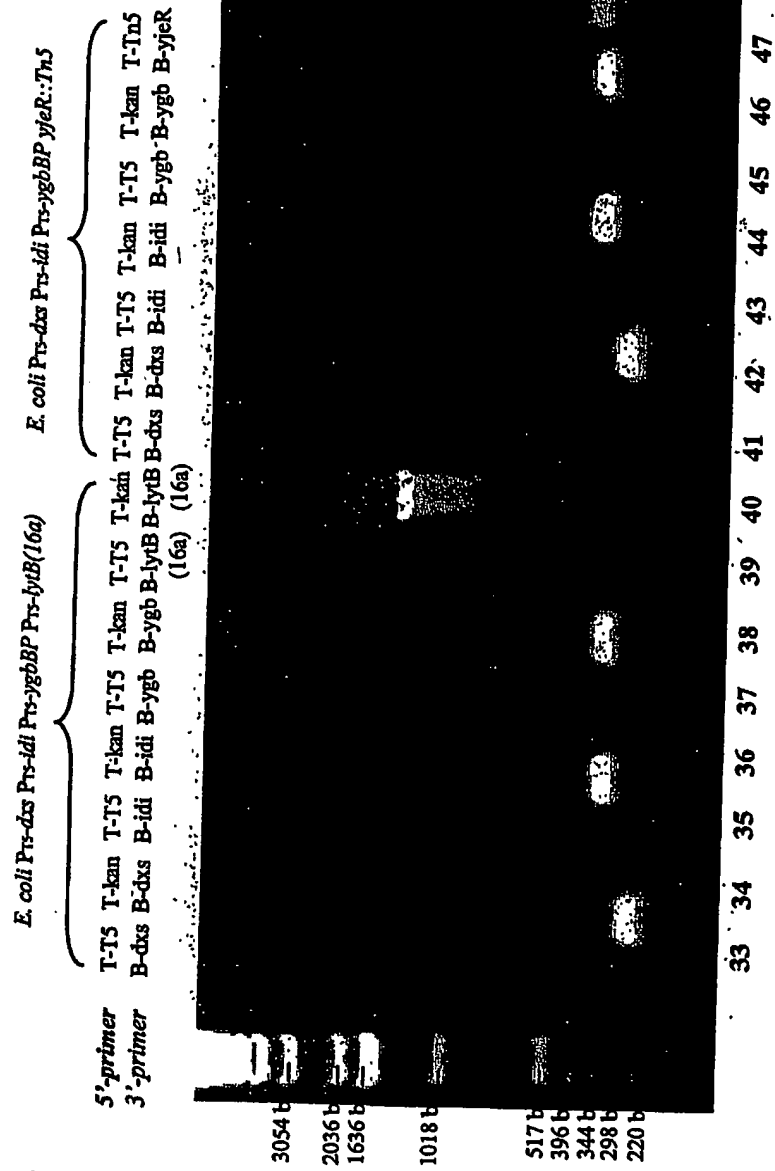 E. coli PT5-dxs PT5-idi PT5-ygbBP PT5-lytB(16a) E. coli PT5-dxs PT5-idi PT5-ygbBP yjeR::Tn5
5'-primer T-T5 T-kan T-T5 T-kan T-T5 T-kan T-T5 T-kan T-T5 T-kan T-T5 T-kan T-T5 T-kan T-Tn5
3'-primer B-dxs B-dxs B-idi B-idi B-ygb B-ygb B-lytB B-lytB B-dxs B-dxs B-idi B-idi B-ygb B-ygb B-yjeR
(16a) (16a)
3054 b
2036 b
1636 b
1018 b
517 b
396 b
344 b
298 b
220 b
33 34 35 36 37 38 39 40 41 42 43 44 45 46 47